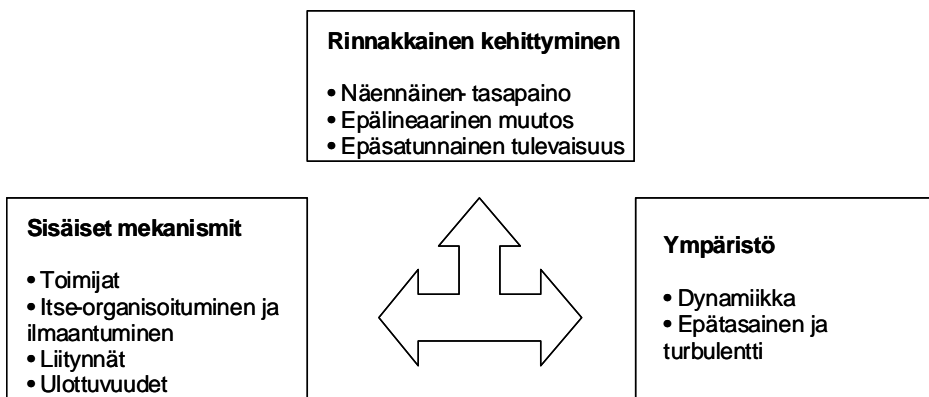 Rinnakkainen kehittyminen
• Näennäinen- tasapaino
• Epälineaarinen muutos
• Epäsatunnainen tulevaisuus
Sisäiset mekanismit
• Toimijat
• Itse-organisoituminen ja
ilmaantuminen
• Liitynnät
• Ulottuvuudet
Ympäristö
• Dynamiikka
• Epätasainen ja
turbulentti